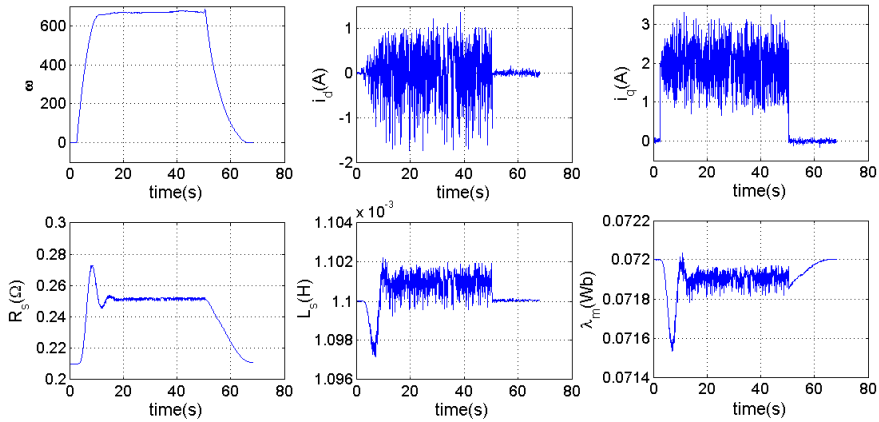 600
400
200
0
ω
0 20 40 60 80
time(s)
1
0
-1
-2
i_d(A)
0 20 40 60 80
time(s)
3
2
1
0
i_q(A)
0 20 40 60 80
time(s)
0.3
0.28
0.26
0.24
0.22
0.2
R_s(Ω)
0 20 40 60 80
time(s)
x 10^-3
1.104
1.102
1.1
1.098
1.096
L_s(H)
0 20 40 60 80
time(s)
0.0722
0.072
0.0718
0.0716
0.0714
λ_m(Wb)
0 20 40 60 80
time(s)